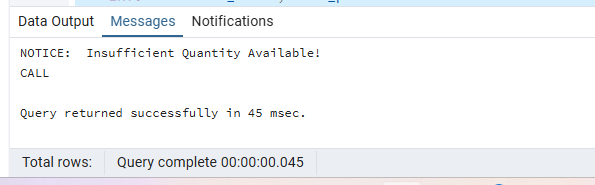 Data Output Messages Notifications
NOTICE:  Insufficient Quantity Available!
CALL
Query returned successfully in 45 msec.
Total rows: Query complete 00:00:00.045